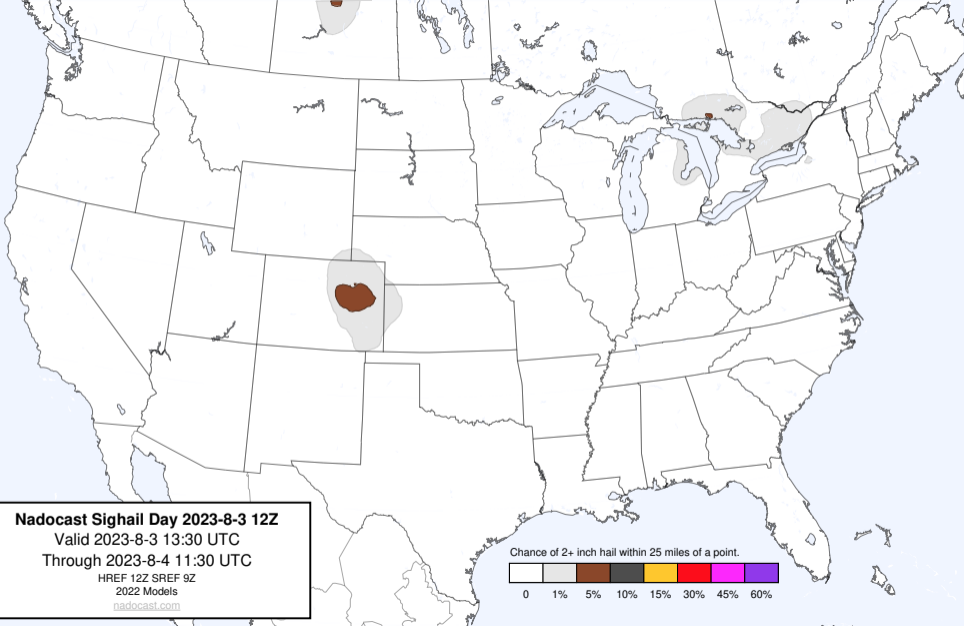 Nadocast Sighail Day 2023-8-3 12Z
Valid 2023-8-3 13:30 UTC
Through 2023-8-4 11:30 UTC
HREF 12Z SREF 9Z
2022 Models
nadocast.com
Chance of 2+ inch hail within 25 miles of a point.
0 1% 5% 10% 15% 30% 45% 60%